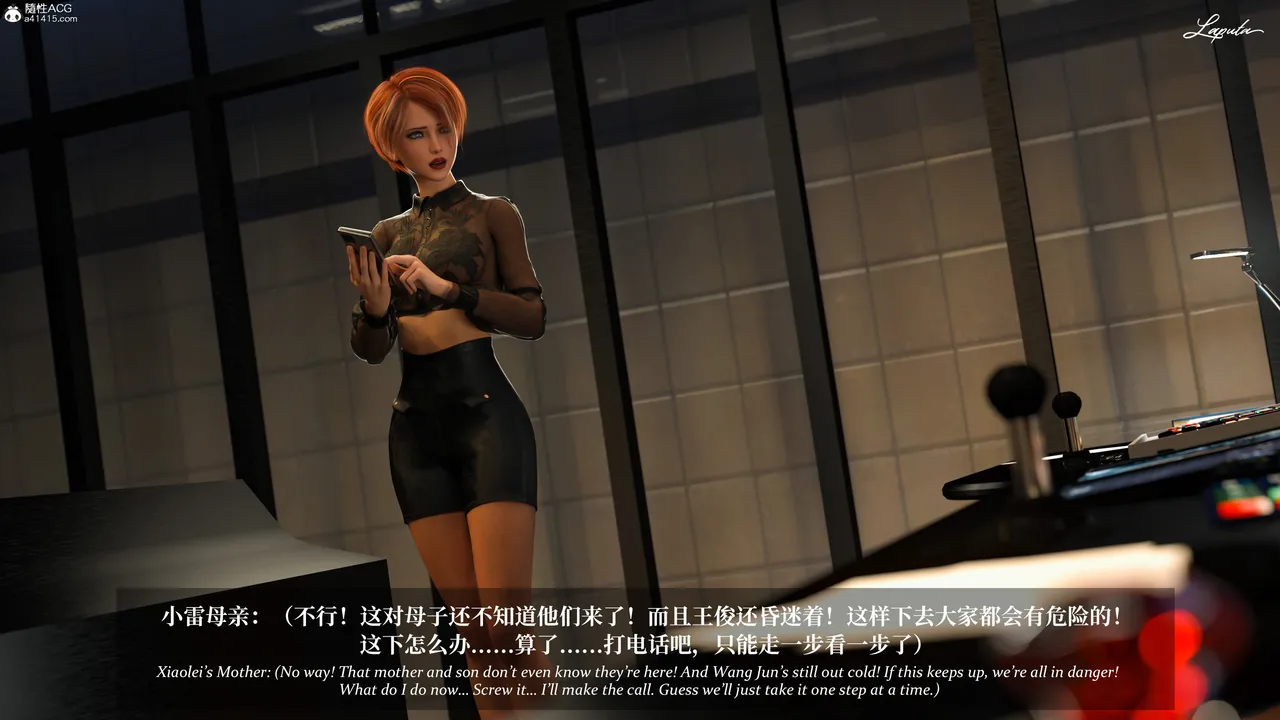 隨性ACG
a41415.com
Laputa
小雷母亲：（不行！这对母子还不知道他们来了！而且王俊还昏迷着！这样下去大家都会有危险的！
这下怎么办……算了……打电话吧，只能走一步看一步了）
Xiaolei's Mother: (No way! That mother and son don't even know they're here! And Wang Jun's still out cold! If this keeps up, we're all in danger!
What do I do now... Screw it... I'll make the call. Guess we'll just take it one step at a time.)